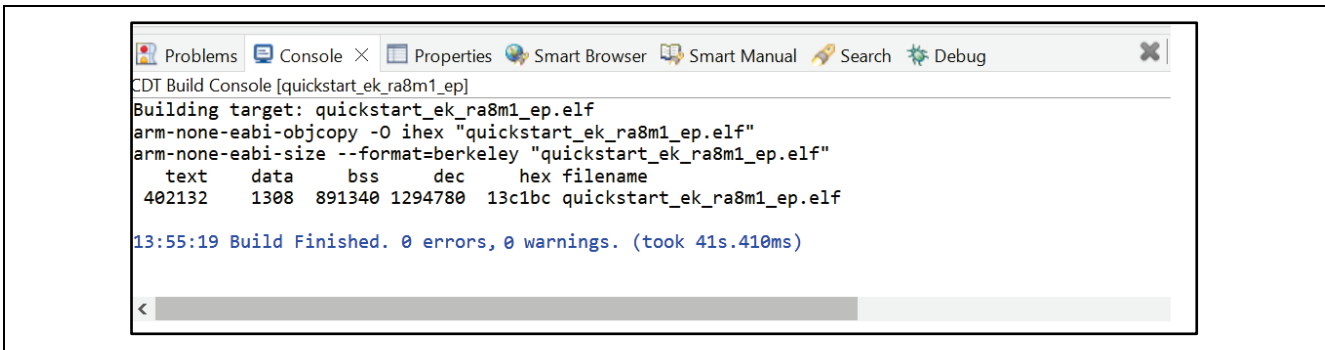 Problems Console Properties Smart Browser Smart Manual Search Debug
CDT Build Console [quickstart_ek_ra8m1_ep]
Building target: quickstart_ek_ra8m1_ep.elf
arm-none-eabi-objcopy -O ihex "quickstart_ek_ra8m1_ep.elf"
arm-none-eabi-size --format=berkeley "quickstart_ek_ra8m1_ep.elf"
text data bss dec hex filename
402132 1308 891340 1294780 13c1bc quickstart_ek_ra8m1_ep.elf
13:55:19 Build Finished. 0 errors, 0 warnings. (took 41s.410ms)